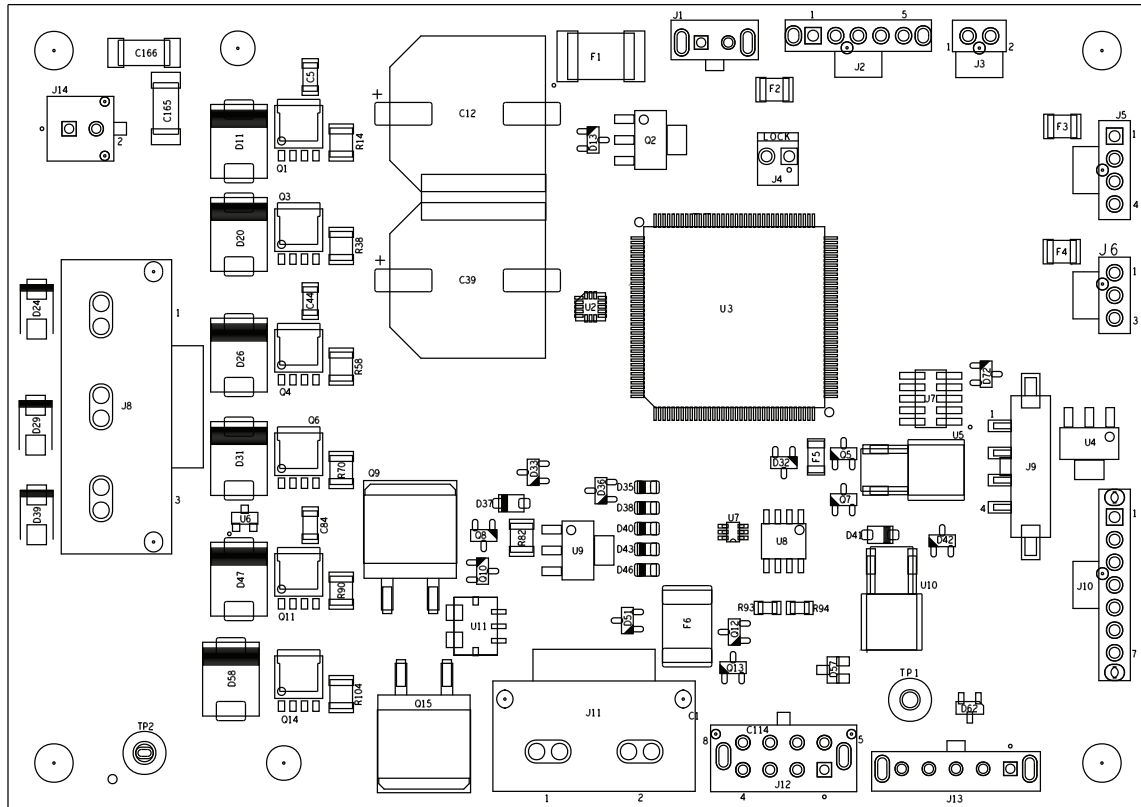 J1
1
5
J2
1
2
J3
C166
C5
F1
F2
J14
C165
2
D11
Q1
R14
+
C12
D13
Q2
LOCK
J4
F3
J5
1
4
Q3
D20
R38
+
C39
U2
U3
F4
J6
1
3
D24
1
C44
D26
Q4
R58
J8
D29
D72
J7
U5
1
U4
J9
4
Q6
D31
R70
Q9
D33
D36
D35
D38
D40
D43
D46
D32
F5
Q5
Q7
3
D39
U6
C84
D37
Q8
R82
U9
Q10
U7
U8
D41
D42
U10
1
J10
7
D47
Q11
R90
U11
D51
F6
R93
R94
Q12
Q13
D57
TP1
D62
D58
Q14
R104
Q15
J11
C1
1
2
C114
8
5
J12
4
J13
TP2